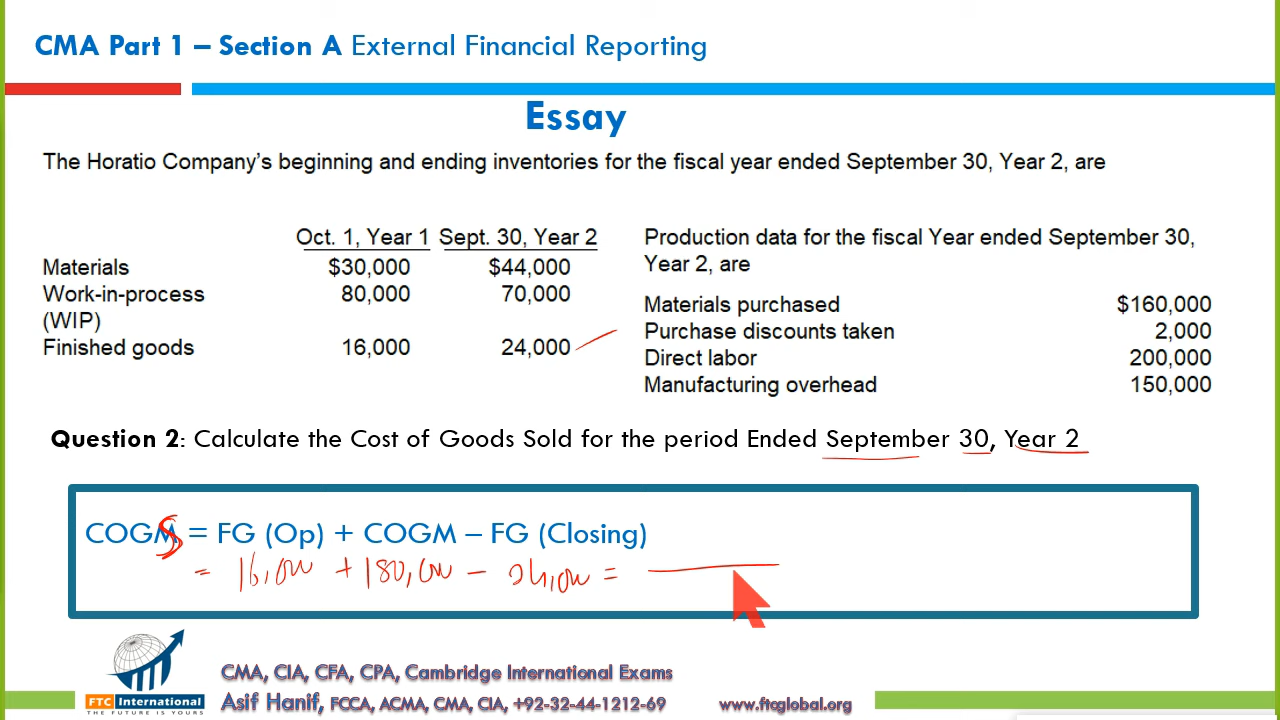 CMA Part 1 – Section A External Financial Reporting
Essay
The Horatio Company's beginning and ending inventories for the fiscal year ended September 30, Year 2, are
Oct. 1, Year 1 Sept. 30, Year 2
Materials $30,000 $44,000
Work-in-process 80,000 70,000
(WIP)
Finished goods 16,000 24,000
Production data for the fiscal Year ended September 30,
Year 2, are
Materials purchased $160,000
Purchase discounts taken 2,000
Direct labor 200,000
Manufacturing overhead 150,000
Question 2: Calculate the Cost of Goods Sold for the period Ended September 30, Year 2
COGS = FG (Op) + COGM – FG (Closing)
= 16,000 + 180,000 – 24,000 =
FTC International
THE FUTURE IS YOURS
CMA, CIA, CFA, CPA, Cambridge International Exams
Asif Hanif, FCCA, ACMA, CMA, CIA, +92-32-44-1212-69 www.ftcglobal.org